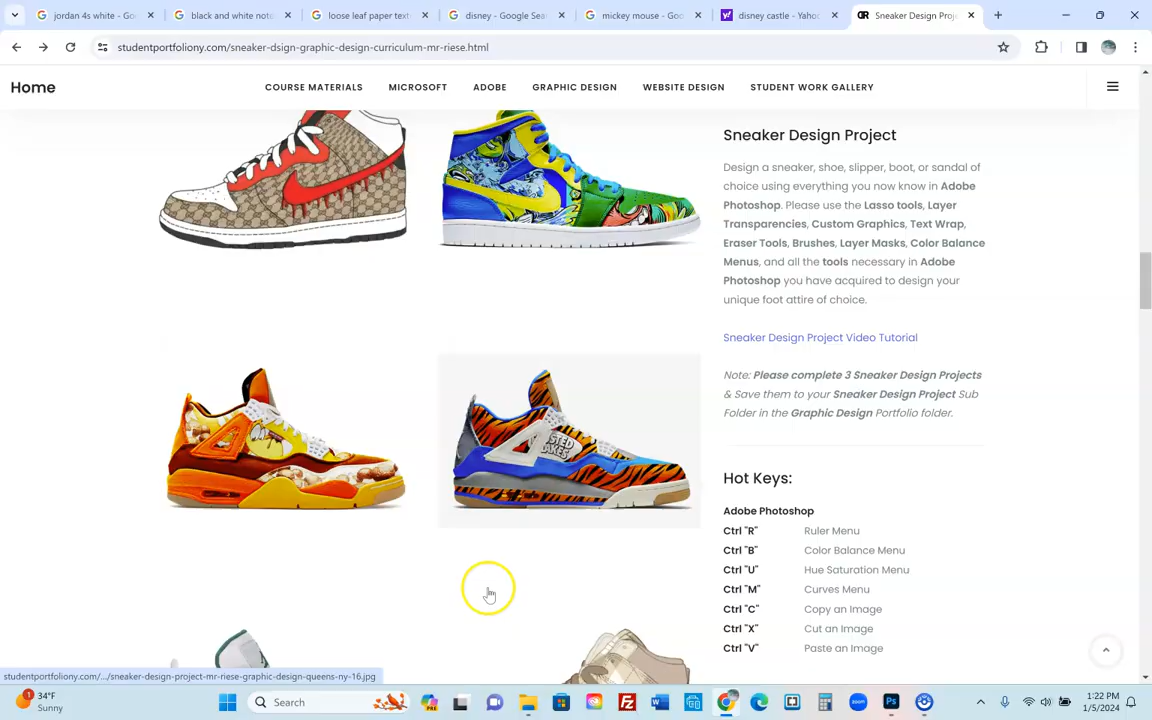 jordan 4s white - G
black and white not
loose leaf paper text
disney - Google Sea
mickey mouse - Goo
disney castle - Yahoo
Sneaker Design Proj
studentportfoliony.com/sneaker-dsign-graphic-design-curriculum-mr-riese.html
Home
COURSE MATERIALS
MICROSOFT
ADOBE
GRAPHIC DESIGN
WEBSITE DESIGN
STUDENT WORK GALLERY
Sneaker Design Project
Design a sneaker, shoe, slipper, boot, or sandal of
choice using everything you now know in Adobe
Photoshop. Please use the Lasso tools, Layer
Transparencies, Custom Graphics, Text Wrap,
Eraser Tools, Brushes, Layer Masks, Color Balance
Menus, and all the tools necessary in Adobe
Photoshop you have acquired to design your
unique foot attire of choice.
Sneaker Design Project Video Tutorial
Note: Please complete 3 Sneaker Design Projects
& Save them to your Sneaker Design Project Sub
Folder in the Graphic Design Portfolio folder.
Hot Keys:
Adobe Photoshop
Ctrl "R" Ruler Menu
Ctrl "B" Color Balance Menu
Ctrl "U" Hue Saturation Menu
Ctrl "M" Curves Menu
Ctrl "C" Copy an Image
Ctrl "X" Cut an Image
Ctrl "V" Paste an Image
studentportfoliony.com/.../sneaker-design-project-mr-riese-graphic-design-queens-ny-16.jpg
1
34°F
Sunny
Search
zoom
Ps
1:22 PM
1/5/2024